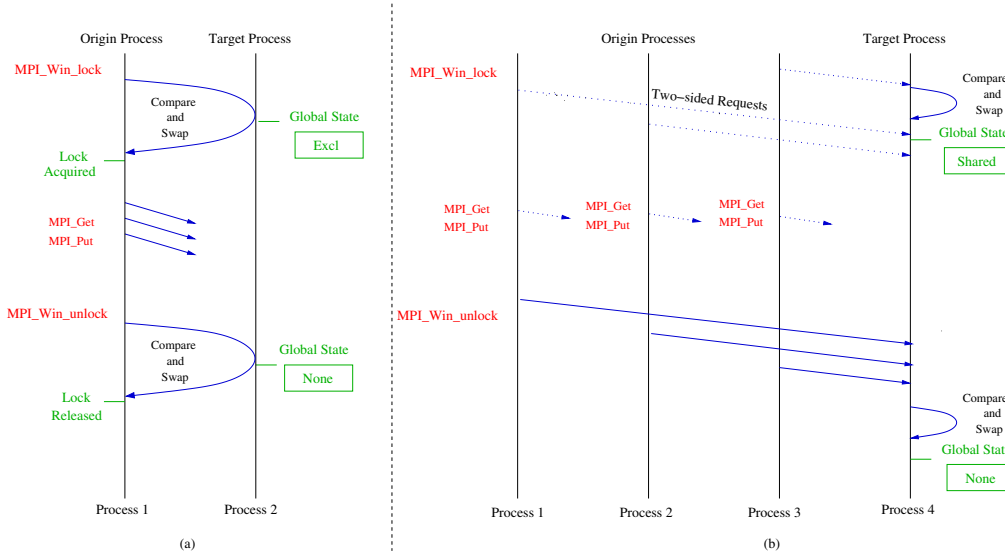 Origin Process
Target Process
MPI_Win_lock
Compare
and
Swap
Global State
Excl
Lock
Acquired
MPI_Get
MPI_Put
MPI_Win_unlock
Compare
and
Swap
Global State
None
Lock
Released
Process 1
Process 2
(a)
Origin Processes
Target Process
MPI_Win_lock
Compare
and
Swap
Two-sided Requests
Global State
Shared
MPI_Get
MPI_Put
MPI_Get
MPI_Put
MPI_Get
MPI_Put
MPI_Win_unlock
Compare
and
Swap
Global State
None
Process 1
Process 2
Process 3
Process 4
(b)